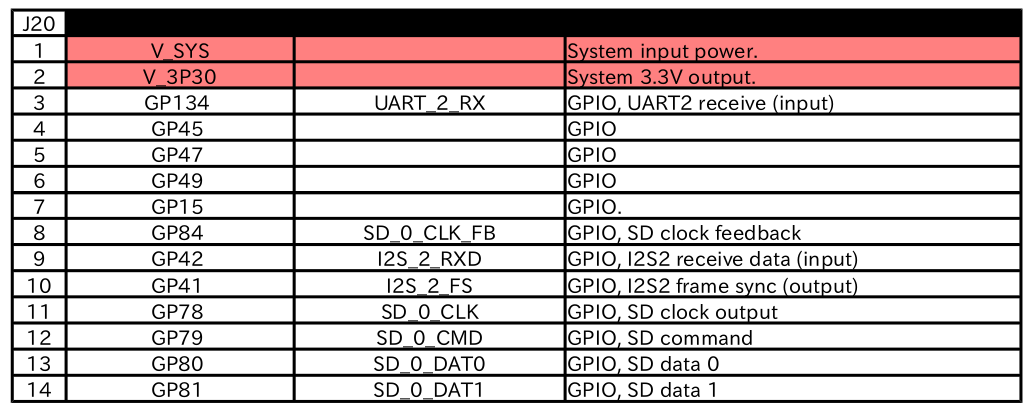 J20
1 V_SYS System input power.
2 V_3P30 System 3.3V output.
3 GP134 UART_2_RX GPIO, UART2 receive (input)
4 GP45 GPIO
5 GP47 GPIO
6 GP49 GPIO
7 GP15 GPIO.
8 GP84 SD_0_CLK_FB GPIO, SD clock feedback
9 GP42 I2S_2_RXD GPIO, I2S2 receive data (input)
10 GP41 I2S_2_FS GPIO, I2S2 frame sync (output)
11 GP78 SD_0_CLK GPIO, SD clock output
12 GP79 SD_0_CMD GPIO, SD command
13 GP80 SD_0_DAT0 GPIO, SD data 0
14 GP81 SD_0_DAT1 GPIO, SD data 1